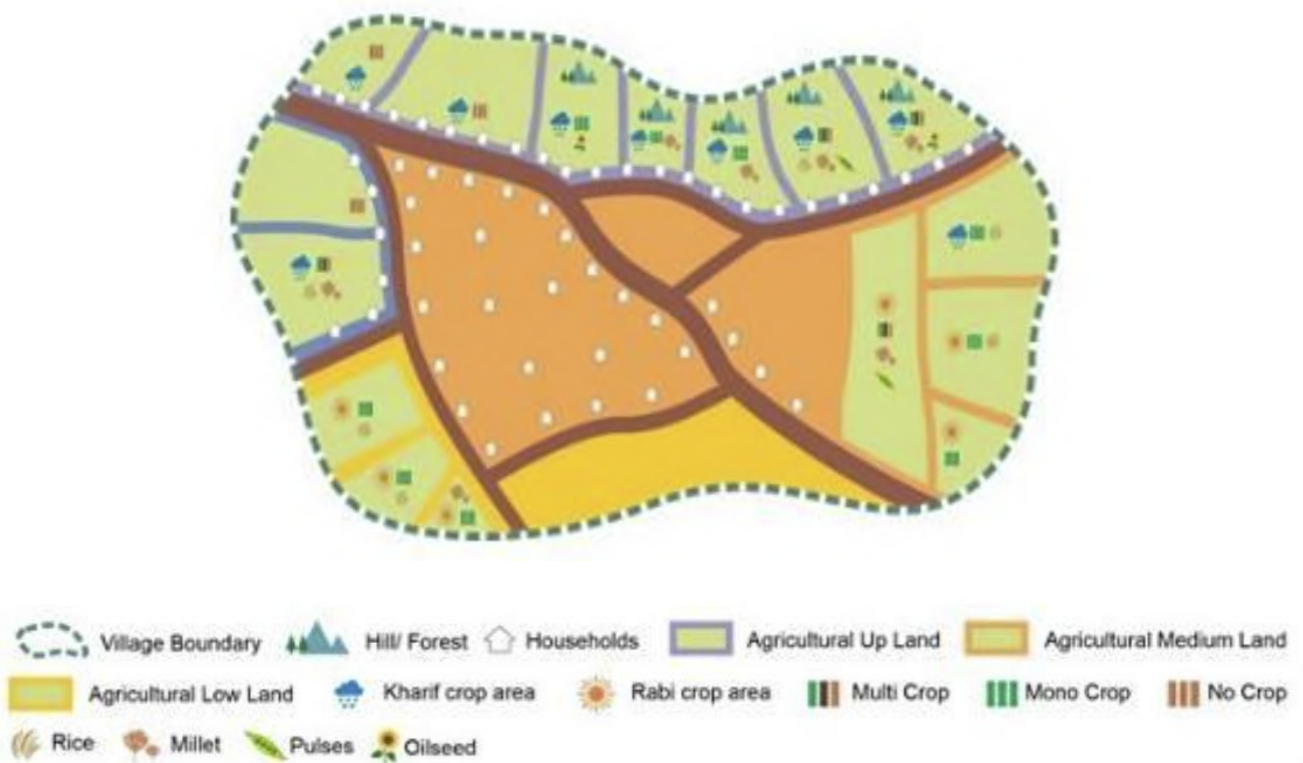 Village Boundary Hill/ Forest Households Agricultural Up Land Agricultural Medium Land
Agricultural Low Land Kharif crop area Rabi crop area Multi Crop Mono Crop No Crop
Rice Millet Pulses Oilseed